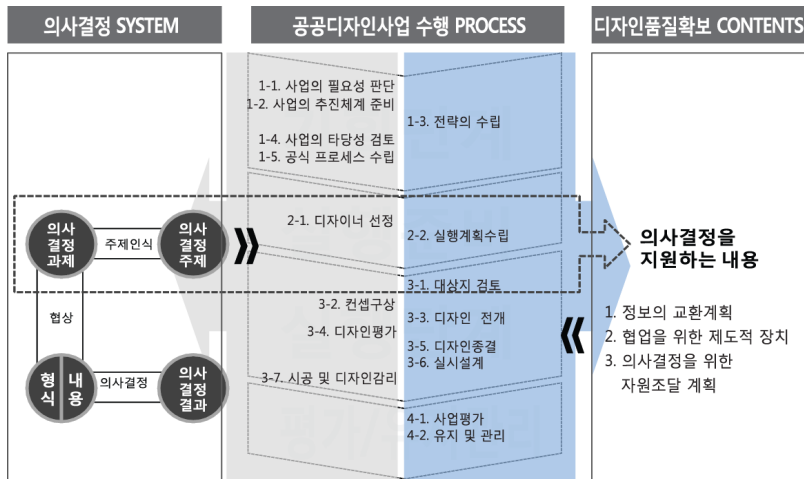 의사결정 SYSTEM
공공디자인사업 수행 PROCESS
디자인품질확보 CONTENTS
1-1. 사업의 필요성 판단
1-2. 사업의 추진체계 준비
1-3. 전략의 수립
1-4. 사업의 타당성 검토
1-5. 공식 프로세스 수립
2-1. 디자이너 선정
2-2. 실행계획수립
3-1. 대상지 검토
3-2. 컨셉구상
3-3. 디자인 전개
3-4. 디자인평가
3-5. 디자인종결
3-6. 실시설계
3-7. 시공 및 디자인감리
4-1. 사업평가
4-2. 유지 및 관리
의사
결정
과제
주제인식
의사
결정
주제
협상
형식
내용
의사결정
의사
결정
결과
의사결정을
지원하는 내용
1. 정보의 교환계획
2. 협업을 위한 제도적 장치
3. 의사결정을 위한
자원조달 계획